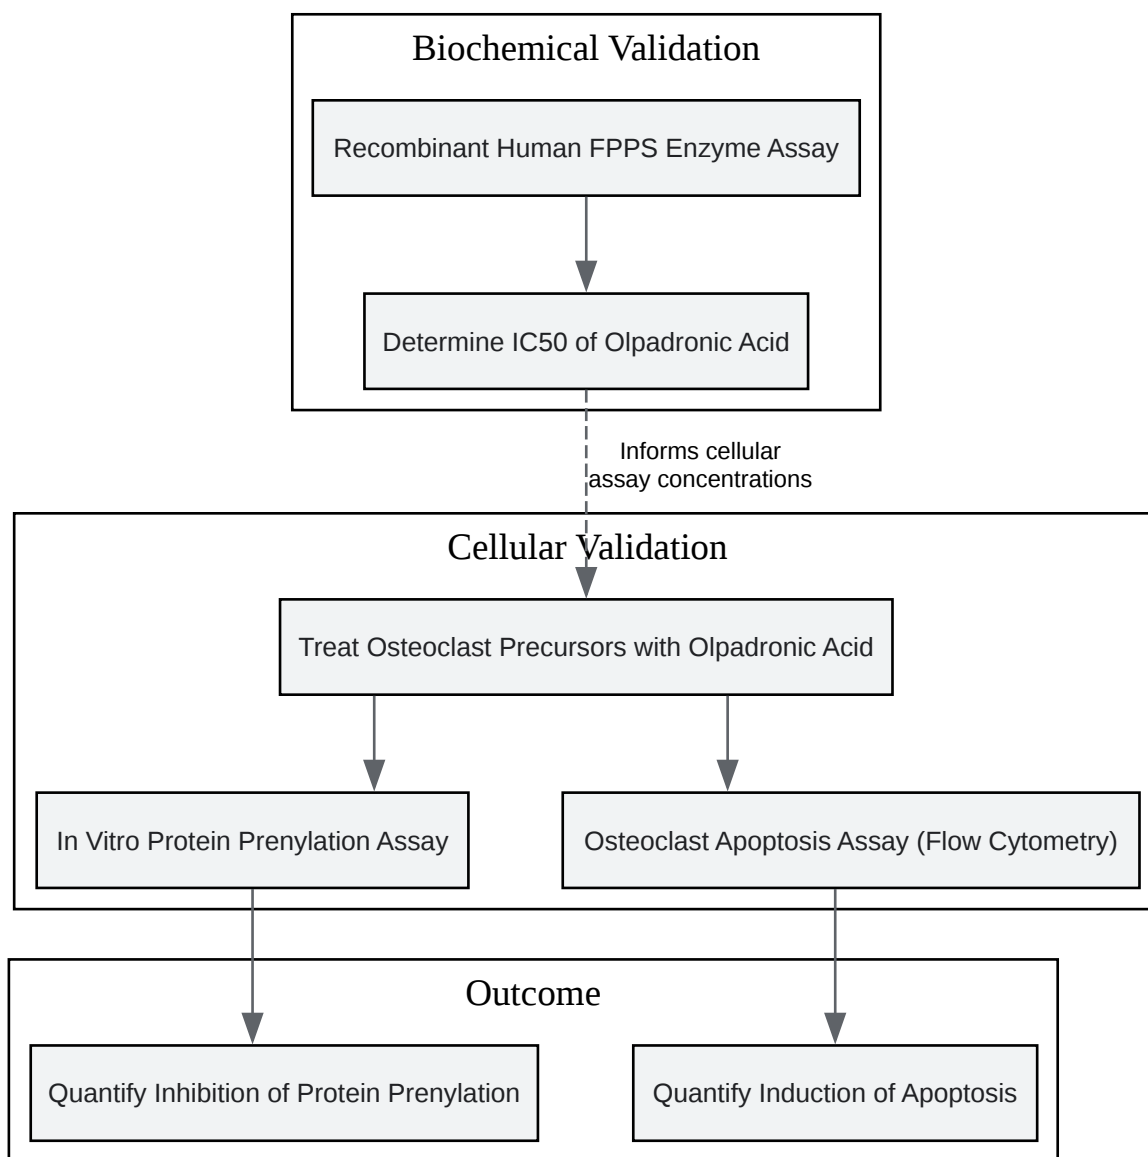 Biochemical Validation
Recombinant Human FPPS Enzyme Assay
Determine IC50 of Olpadronic Acid
Informs cellular
assay concentrations
Cellular Validation
Treat Osteoclast Precursors with Olpadronic Acid
In Vitro Protein Prenylation Assay
Osteoclast Apoptosis Assay (Flow Cytometry)
Outcome
Quantify Inhibition of Protein Prenylation
Quantify Induction of Apoptosis